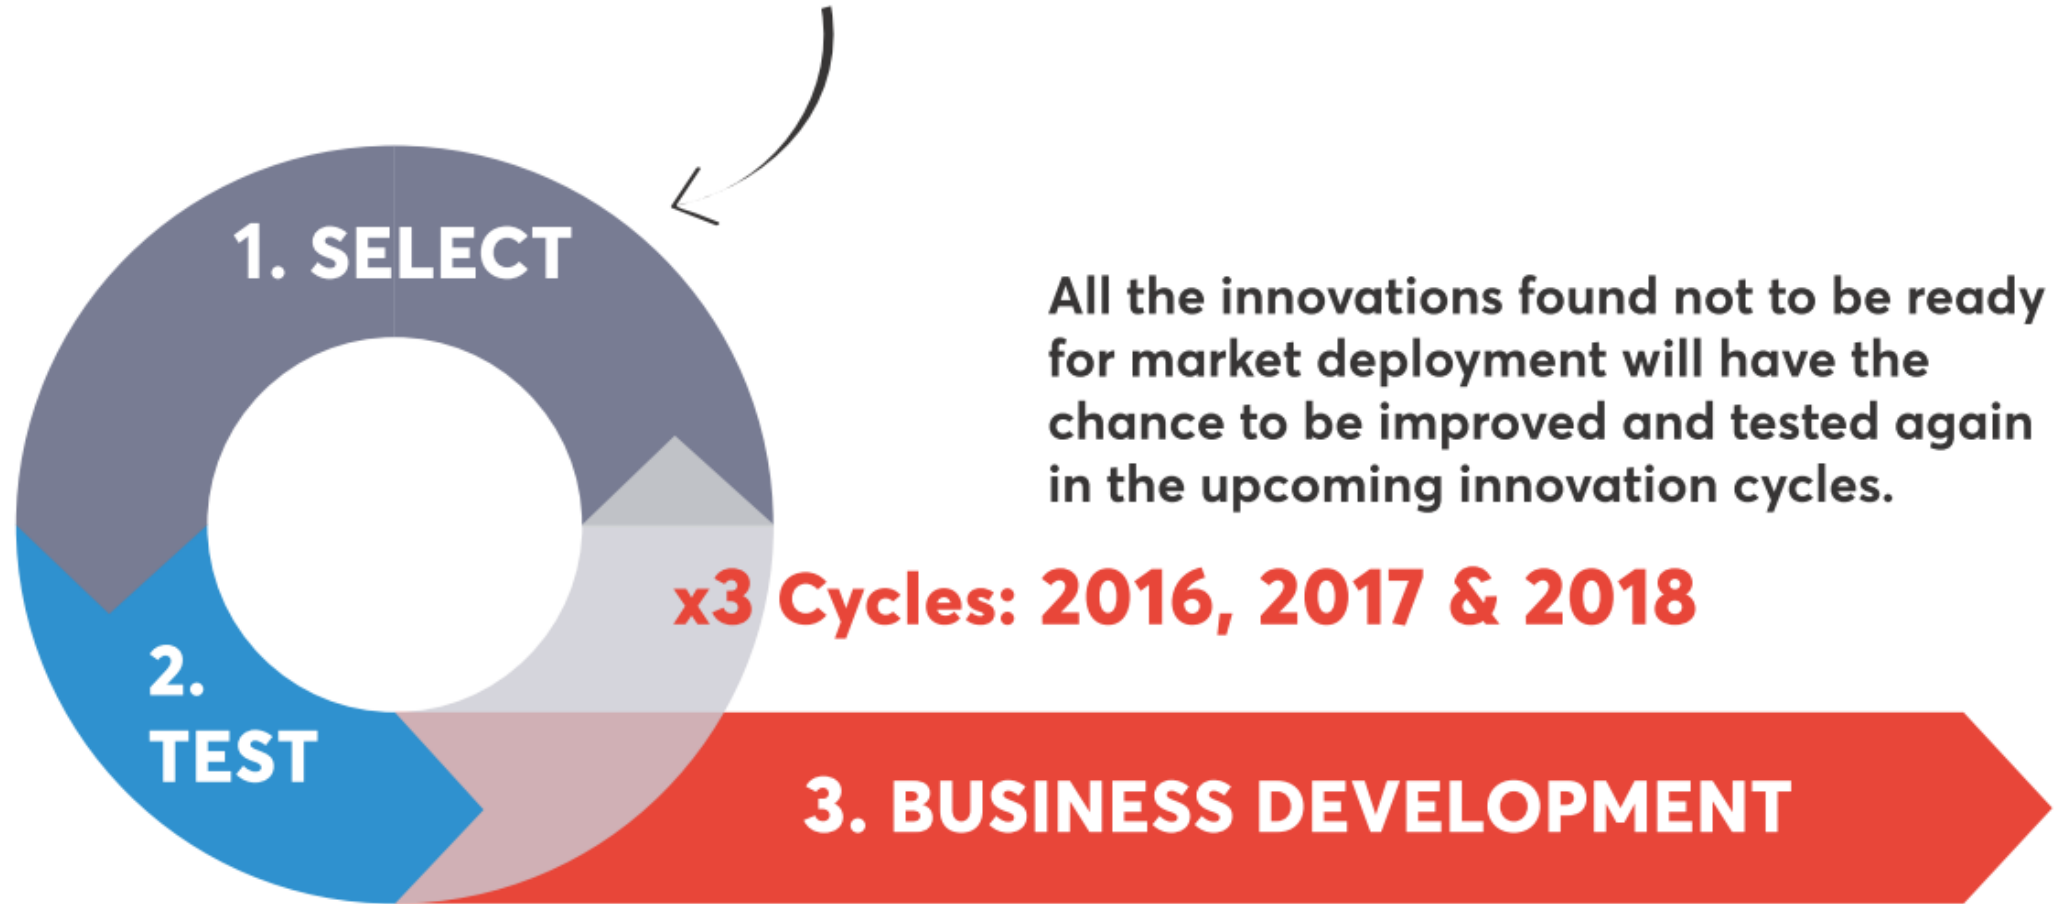 1. SELECT
All the innovations found not to be ready
for market deployment will have the
chance to be improved and tested again
in the upcoming innovation cycles.
x3 Cycles: 2016, 2017 & 2018
2.
TEST
3. BUSINESS DEVELOPMENT